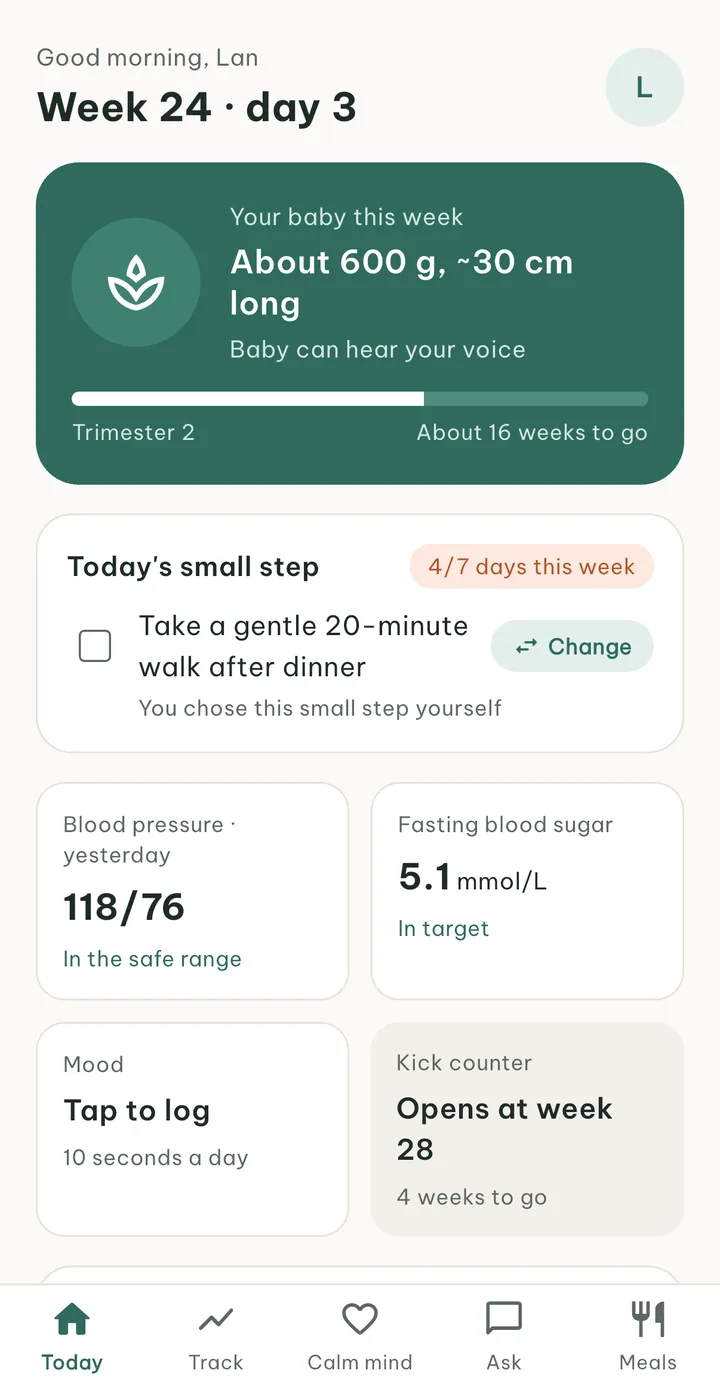 Good morning, Lan
Week 24 · day 3
L
Your baby this week
About 600 g, ~30 cm
long
Baby can hear your voice
Trimester 2
About 16 weeks to go
Today's small step
4/7 days this week
Take a gentle 20-minute
walk after dinner
Change
You chose this small step yourself
Blood pressure ·
yesterday
118/76
In the safe range
Fasting blood sugar
5.1 mmol/L
In target
Mood
Tap to log
10 seconds a day
Kick counter
Opens at week
28
4 weeks to go
Today
Track
Calm mind
Ask
Meals